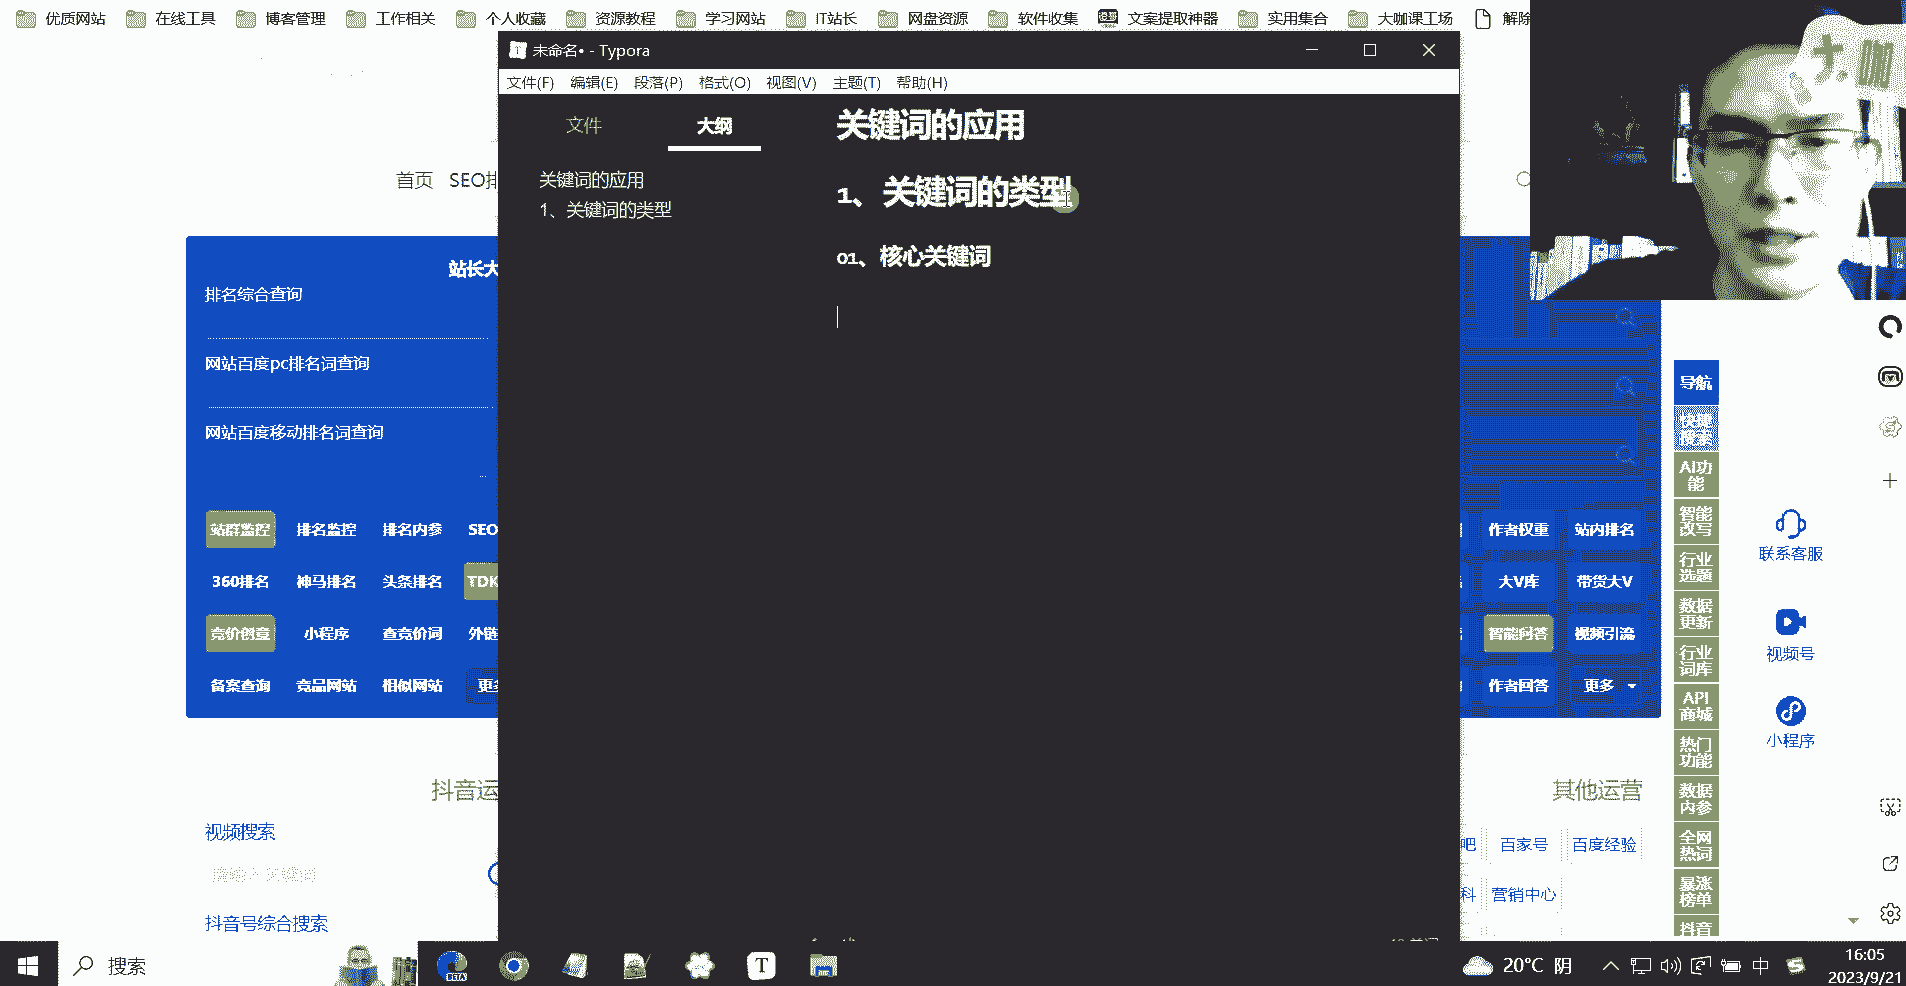 优质网站 在线工具 博客管理 工作相关 个人收藏 资源教程 学习网站 IT站长 网盘资源 软件收集 文案提取神器 实用集合 大咖课工场 解除
未命名• - Typora
文件(F) 编辑(E) 段落(P) 格式(O) 视图(V) 主题(T) 帮助(H)
文件 大纲
关键词的应用
1、关键词的类型
关键词的应用
1、关键词的类型
01、核心关键词
首页 SEO排
站长大
排名综合查询
网站百度pc排名词查询
网站百度移动排名词查询
站群监控 排名监控 排名内参 SEO
360排名 神马排名 头条排名 TDK
竞价创意 小程序 查竞价词 外链
备案查询 竞品网站 相似网站 更多
作者权重 站内排名
大V库 带货大V
智能问答 视频引流
作者回答 更多
抖音运
视频搜索
抖音号综合搜索
其他运营
吧 百家号 百度经验
科 营销中心
导航
快捷
搜索
AI功
能
智能
改写
行业
选题
数据
更新
行业
词库
API
商城
热门
功能
数据
内参
全网
热词
暴涨
榜单
抖音
联系客服
视频号
小程序
大咖
搜索
BETA
T
20°C 阴
中
16:05
2023/9/21